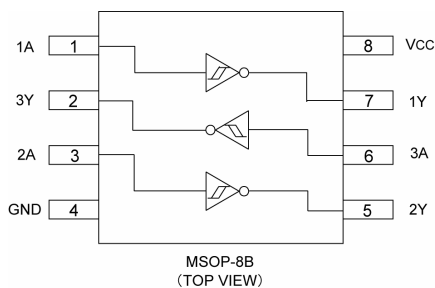 1A 1 8 VCC
3Y 2 7 1Y
2A 3 6 3A
GND 4 5 2Y
MSOP-8B
(TOP VIEW)